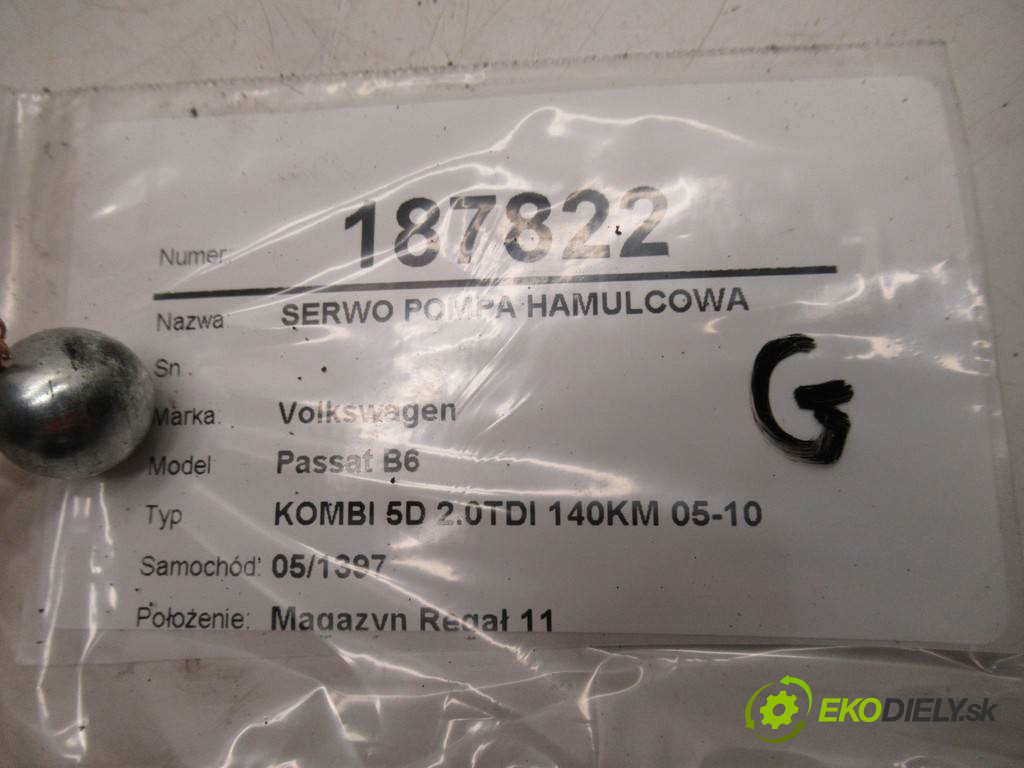 Numer: 187822
Nazwa: SERWO POMPA HAMULCOWA
Sn
Marka: Volkswagen
Model Passat B6
Typ KOMBI 5D 2.0TDI 140KM 05-10
Samochód: 05/1397
Położenie: Magazyn Regał 11
G
EKODIELY.sk